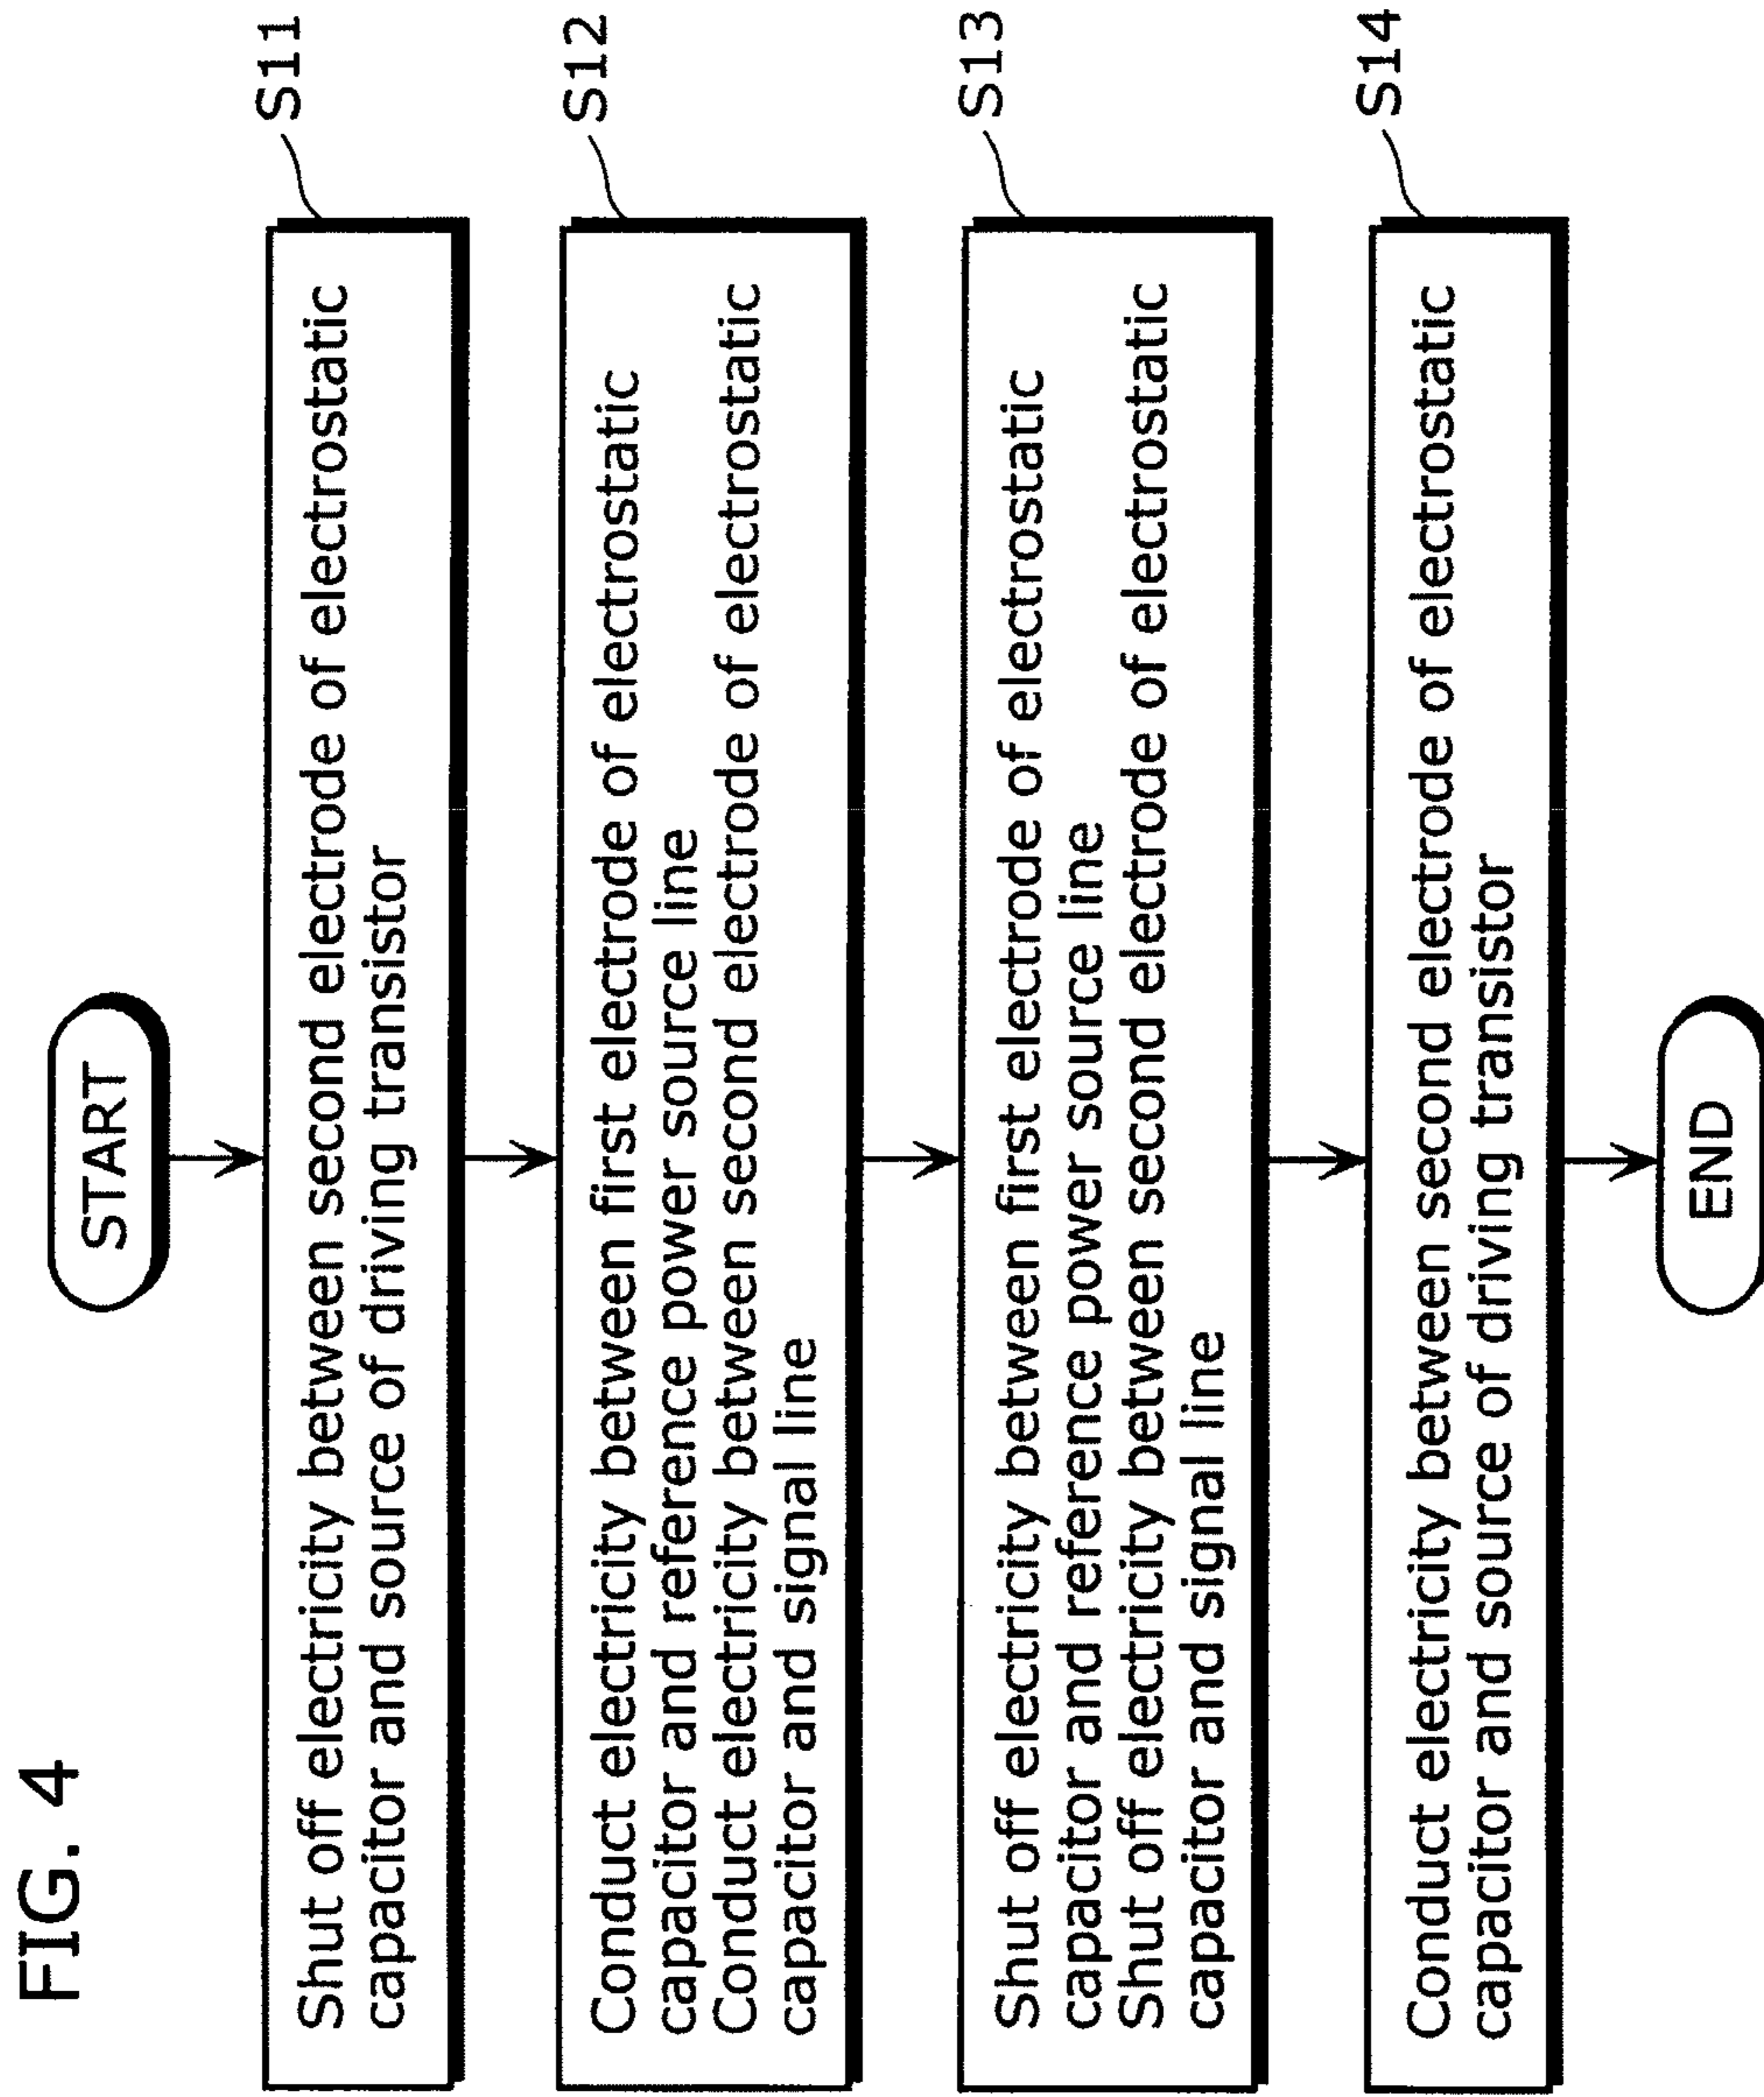 FIG. 4
START
S11
Shut off electricity between second electrode of electrostatic
capacitor and source of driving transistor
S12
Conduct electricity between first electrode of electrostatic
capacitor and reference power source line
Conduct electricity between second electrode of electrostatic
capacitor and signal line
S13
Shut off electricity between first electrode of electrostatic
capacitor and reference power source line
Shut off electricity between second electrode of electrostatic
capacitor and signal line
S14
Conduct electricity between second electrode of electrostatic
capacitor and source of driving transistor
END